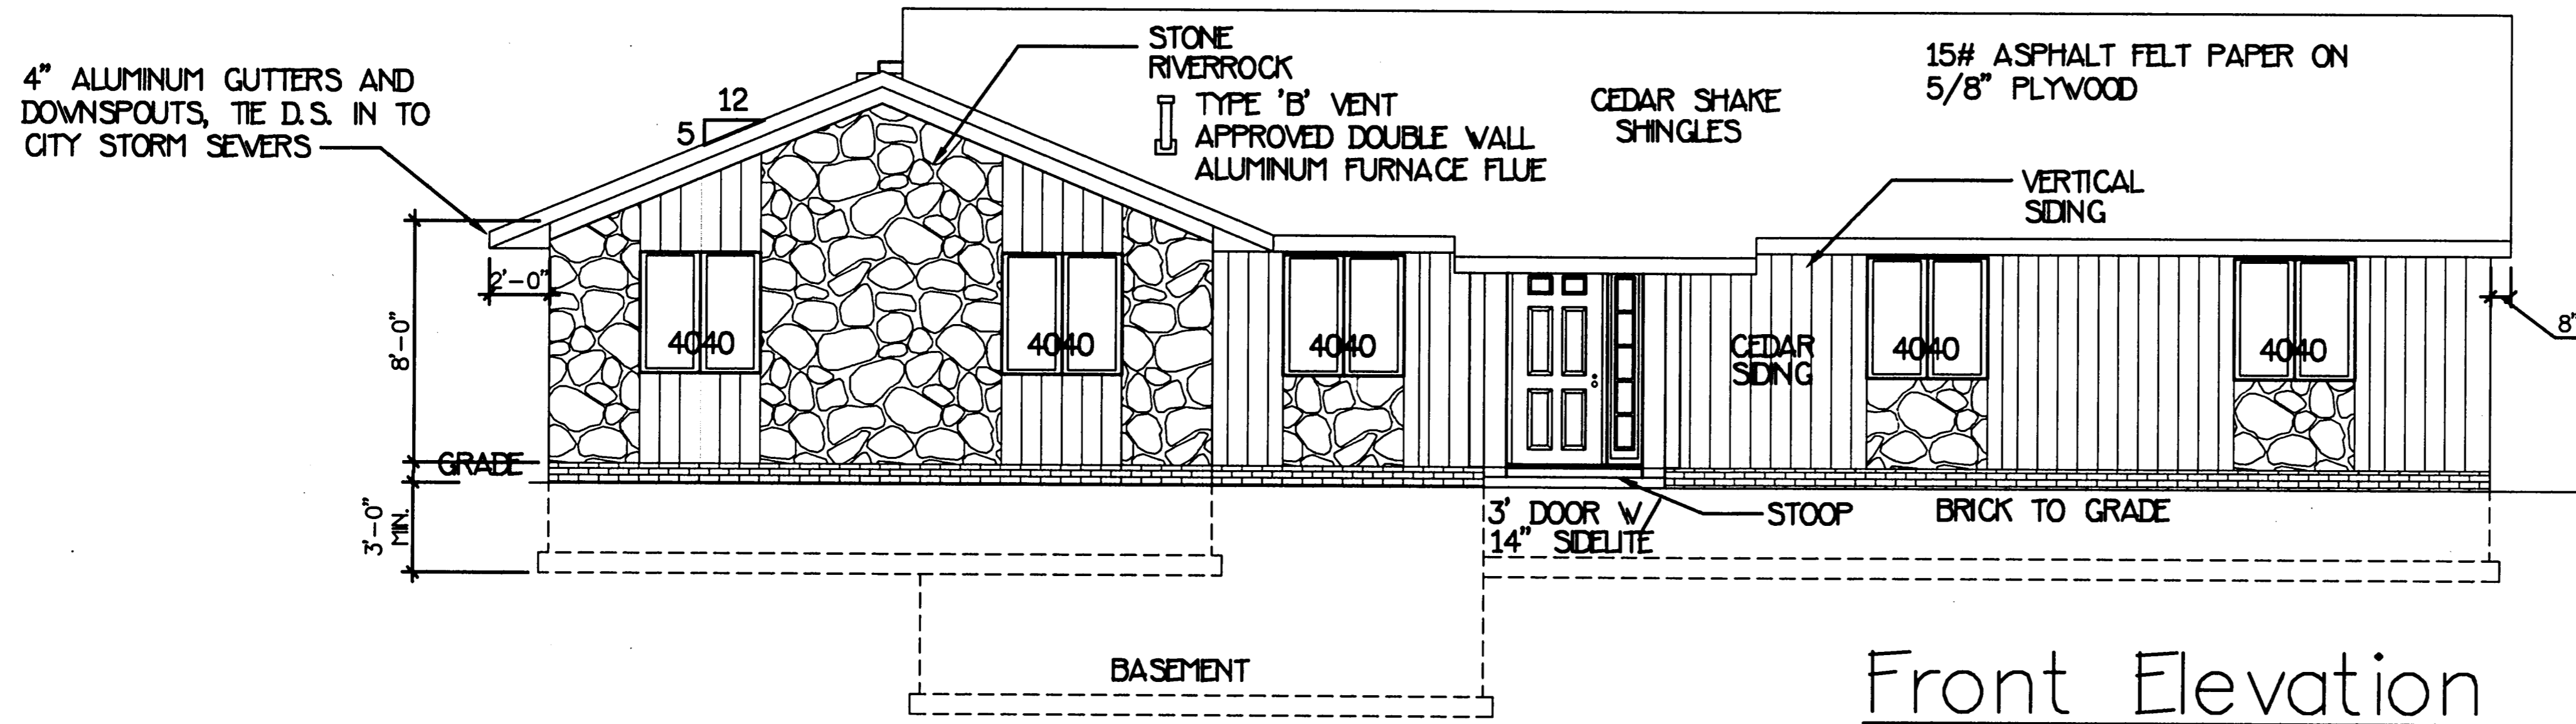 4" ALUMINUM GUTTERS AND
DOWNSPOUTS, TIE D.S. IN TO
CITY STORM SEWERS
12
5
STONE
RIVERROCK
TYPE 'B' VENT
APPROVED DOUBLE WALL
ALUMINUM FURNACE FLUE
CEDAR SHAKE
SHINGLES
15# ASPHALT FELT PAPER ON
5/8" PLYWOOD
VERTICAL
SIDING
2'-0"
8'-0"
4040
4040
4040
CEDAR
SIDING
4040
4040
8"
GRADE
3'-0"
MIN.
3' DOOR W
14" SIDELITE
STOOP
BRICK TO GRADE
BASEMENT
Front Elevation